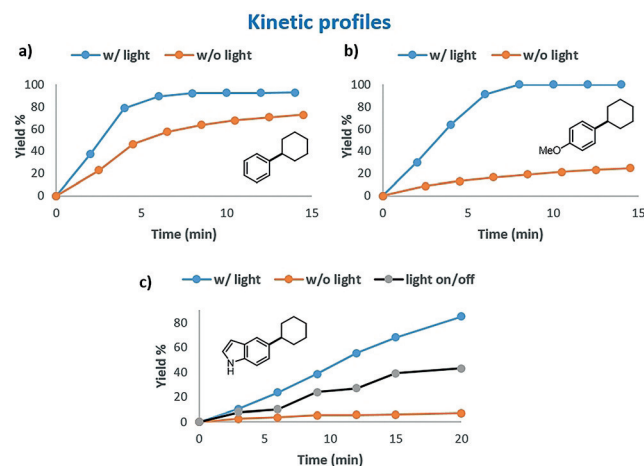 Kinetic profiles
a)
w/ light w/o light
Yield %
100
80
60
40
20
0
0 5 10 15
Time (min)
b)
w/ light w/o light
Yield %
100
80
60
40
20
0
MeO
0 5 10 15
Time (min)
c)
w/ light w/o light light on/off
Yield %
80
60
40
20
0
N
H
0 5 10 15 20
Time (min)